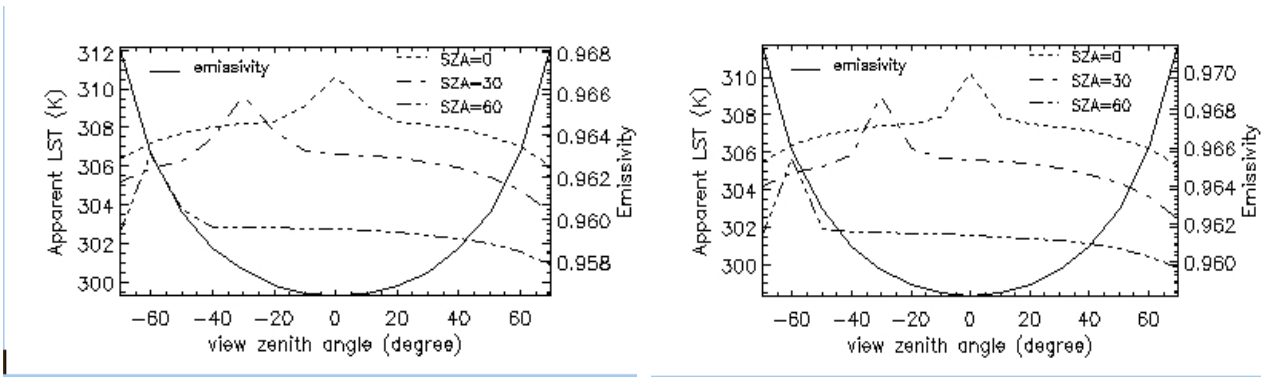 312
310
308
306
304
302
300
Apparent LST (K)
emissivity
SZA=0
SZA=30
SZA=60
0.968
0.966
0.964
0.962
0.960
0.958
Emissivity
−60 −40 −20 0 20 40 60
view zenith angle (degree)
310
308
306
304
302
300
Apparent LST (K)
emissivity
SZA=0
SZA=30
SZA=60
0.970
0.968
0.966
0.964
0.962
0.960
Emissivity
−60 −40 −20 0 20 40 60
view zenith angle (degree)